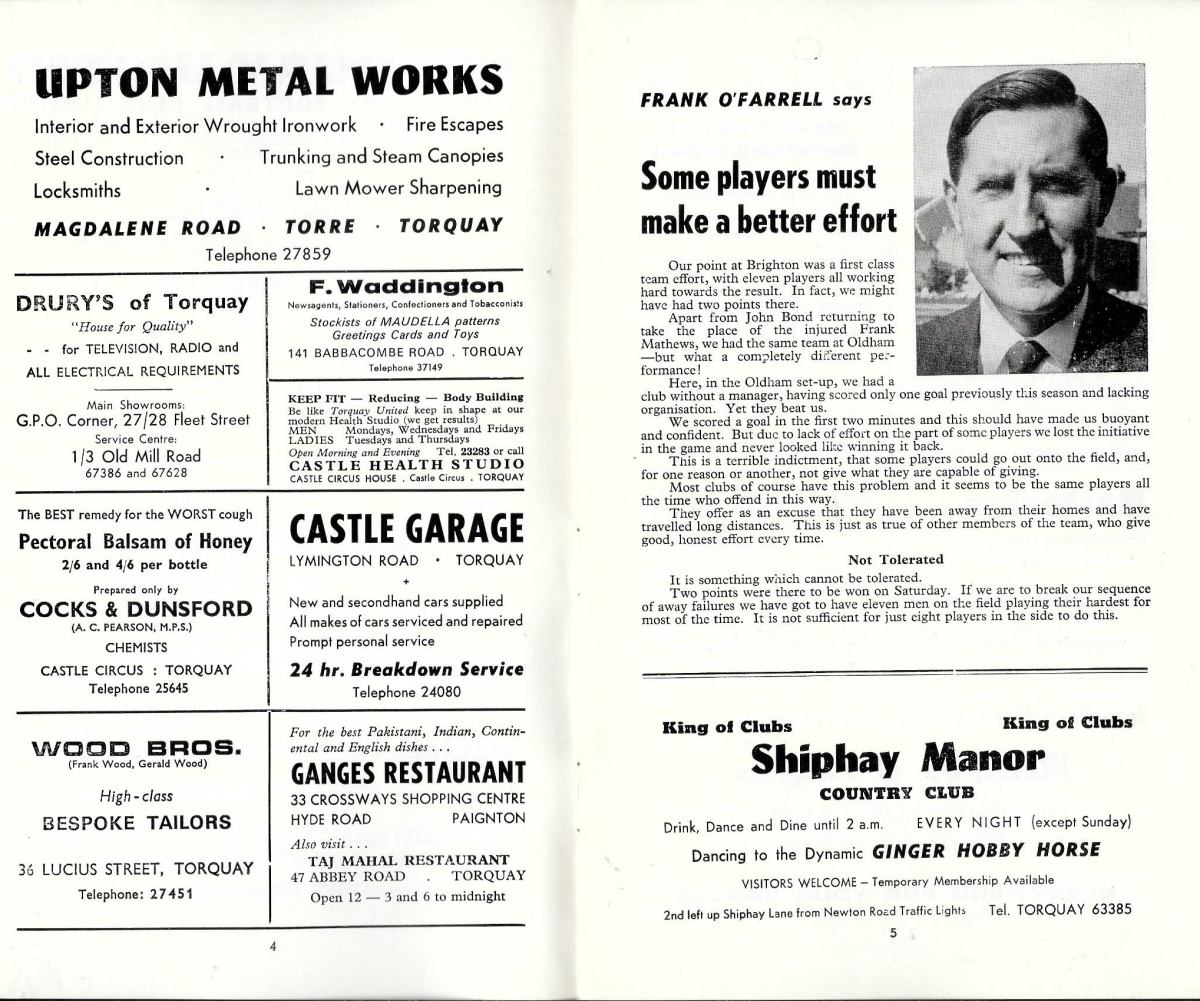 UPTON METAL WORKS
Interior and Exterior Wrought Ironwork · Fire Escapes
Steel Construction · Trunking and Steam Canopies
Locksmiths · Lawn Mower Sharpening
MAGDALENE ROAD · TORRE · TORQUAY
Telephone 27859
DRURY'S of Torquay
"House for Quality"
- - for TELEVISION, RADIO and
ALL ELECTRICAL REQUIREMENTS
Main Showrooms:
G.P.O. Corner, 27/28 Fleet Street
Service Centre:
1/3 Old Mill Road
67386 and 67628
F. Waddington
Newsagents, Stationers, Confectioners and Tobacconists
Stockists of MAUDELLA patterns
Greetings Cards and Toys
141 BABBACOMBE ROAD . TORQUAY
Telephone 37149
KEEP FIT — Reducing — Body Building
Be like Torquay United keep in shape at our
modern Health Studio (we get results)
MEN Mondays, Wednesdays and Fridays
LADIES Tuesdays and Thursdays
Open Morning and Evening Tel. 23283 or call
CASTLE HEALTH STUDIO
CASTLE CIRCUS HOUSE . Castle Circus . TORQUAY
The BEST remedy for the WORST cough
Pectoral Balsam of Honey
2/6 and 4/6 per bottle
Prepared only by
COCKS & DUNSFORD
(A. C. PEARSON, M.P.S.)
CHEMISTS
CASTLE CIRCUS : TORQUAY
Telephone 25645
CASTLE GARAGE
LYMINGTON ROAD · TORQUAY
+
New and secondhand cars supplied
All makes of cars serviced and repaired
Prompt personal service
24 hr. Breakdown Service
Telephone 24080
WOOD BROS.
(Frank Wood, Gerald Wood)
High-class
BESPOKE TAILORS
36 LUCIUS STREET, TORQUAY
Telephone: 27451
For the best Pakistani, Indian, Contin-
ental and English dishes . . .
GANGES RESTAURANT
33 CROSSWAYS SHOPPING CENTRE
HYDE ROAD PAIGNTON
Also visit . . .
TAJ MAHAL RESTAURANT
47 ABBEY ROAD . TORQUAY
Open 12 — 3 and 6 to midnight
4
FRANK O'FARRELL says
Some players must
make a better effort
Our point at Brighton was a first class
team effort, with eleven players all working
hard towards the result. In fact, we might
have had two points there.
Apart from John Bond returning to
take the place of the injured Frank
Mathews, we had the same team at Oldham
—but what a completely different per-
formance!
Here, in the Oldham set-up, we had a
club without a manager, having scored only one goal previously this season and lacking
organisation. Yet they beat us.
We scored a goal in the first two minutes and this should have made us buoyant
and confident. But due to lack of effort on the part of some players we lost the initiative
in the game and never looked like winning it back.
This is a terrible indictment, that some players could go out onto the field, and,
for one reason or another, not give what they are capable of giving.
Most clubs of course have this problem and it seems to be the same players all
the time who offend in this way.
They offer as an excuse that they have been away from their homes and have
travelled long distances. This is just as true of other members of the team, who give
good, honest effort every time.
Not Tolerated
It is something which cannot be tolerated.
Two points were there to be won on Saturday. If we are to break our sequence
of away failures we have got to have eleven men on the field playing their hardest for
most of the time. It is not sufficient for just eight players in the side to do this.
King of Clubs King of Clubs
Shiphay Manor
COUNTRY CLUB
Drink, Dance and Dine until 2 a.m. EVERY NIGHT (except Sunday)
Dancing to the Dynamic GINGER HOBBY HORSE
VISITORS WELCOME – Temporary Membership Available
2nd left up Shiphay Lane from Newton Road Traffic Lights Tel. TORQUAY 63385
5